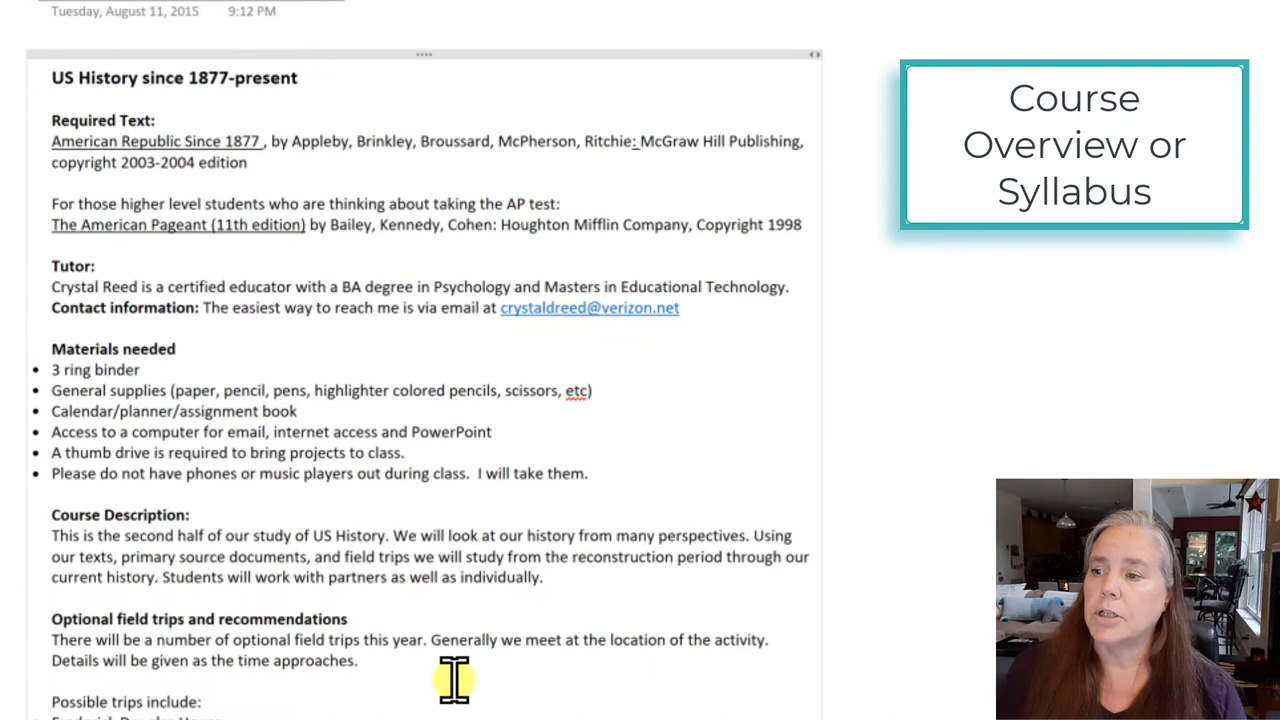 Tuesday, August 11, 2015 9:12 PM
US History since 1877-present
Required Text:
American Republic Since 1877 , by Appleby, Brinkley, Broussard, McPherson, Ritchie: McGraw Hill Publishing,
copyright 2003-2004 edition
For those higher level students who are thinking about taking the AP test:
The American Pageant (11th edition) by Bailey, Kennedy, Cohen: Houghton Mifflin Company, Copyright 1998
Tutor:
Crystal Reed is a certified educator with a BA degree in Psychology and Masters in Educational Technology.
Contact information: The easiest way to reach me is via email at crystaldreed@verizon.net
Materials needed
• 3 ring binder
• General supplies (paper, pencil, pens, highlighter colored pencils, scissors, etc)
• Calendar/planner/assignment book
• Access to a computer for email, internet access and PowerPoint
• A thumb drive is required to bring projects to class.
• Please do not have phones or music players out during class. I will take them.
Course Description:
This is the second half of our study of US History. We will look at our history from many perspectives. Using
our texts, primary source documents, and field trips we will study from the reconstruction period through our
current history. Students will work with partners as well as individually.
Optional field trips and recommendations
There will be a number of optional field trips this year. Generally we meet at the location of the activity.
Details will be given as the time approaches.
Possible trips include:
Course
Overview or
Syllabus